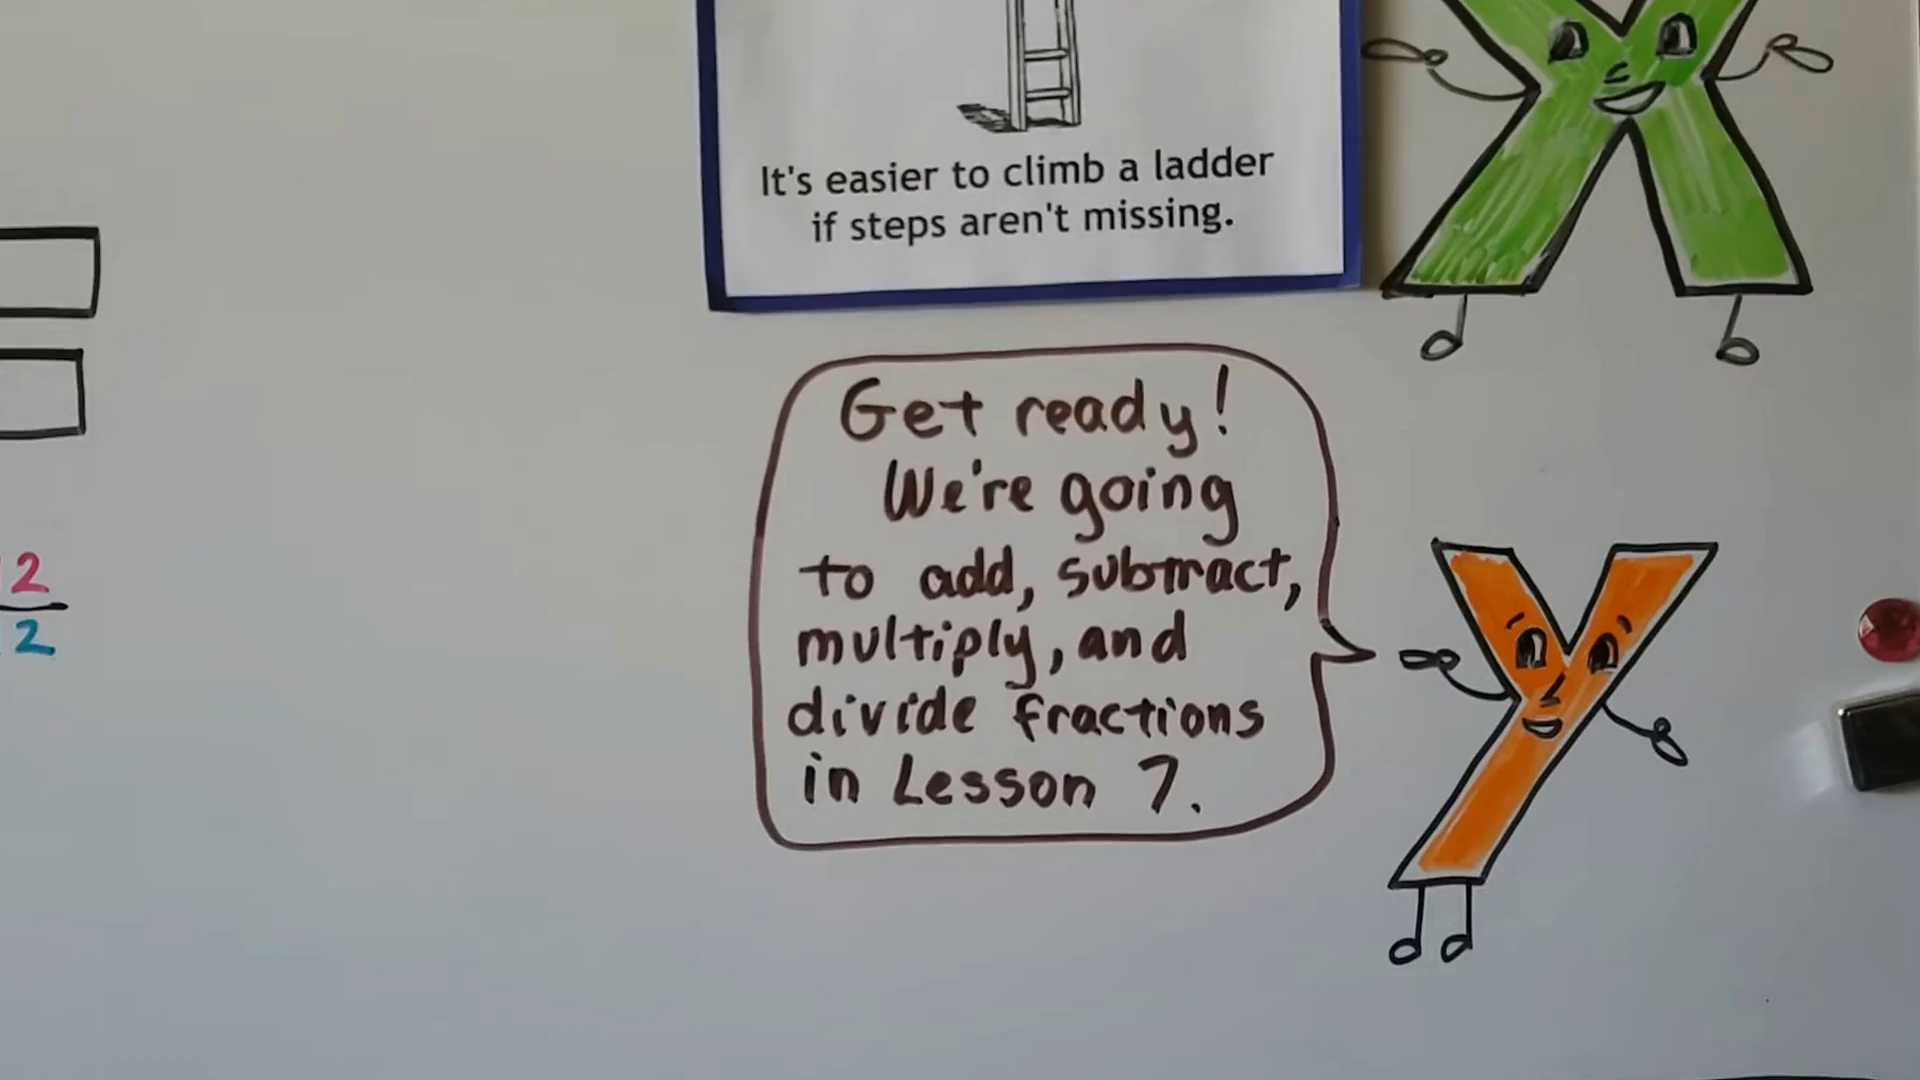 It's easier to climb a ladder
if steps aren't missing.
Get ready!
We're going
to add, subtract,
multiply, and
divide fractions
in Lesson 7.
2
2